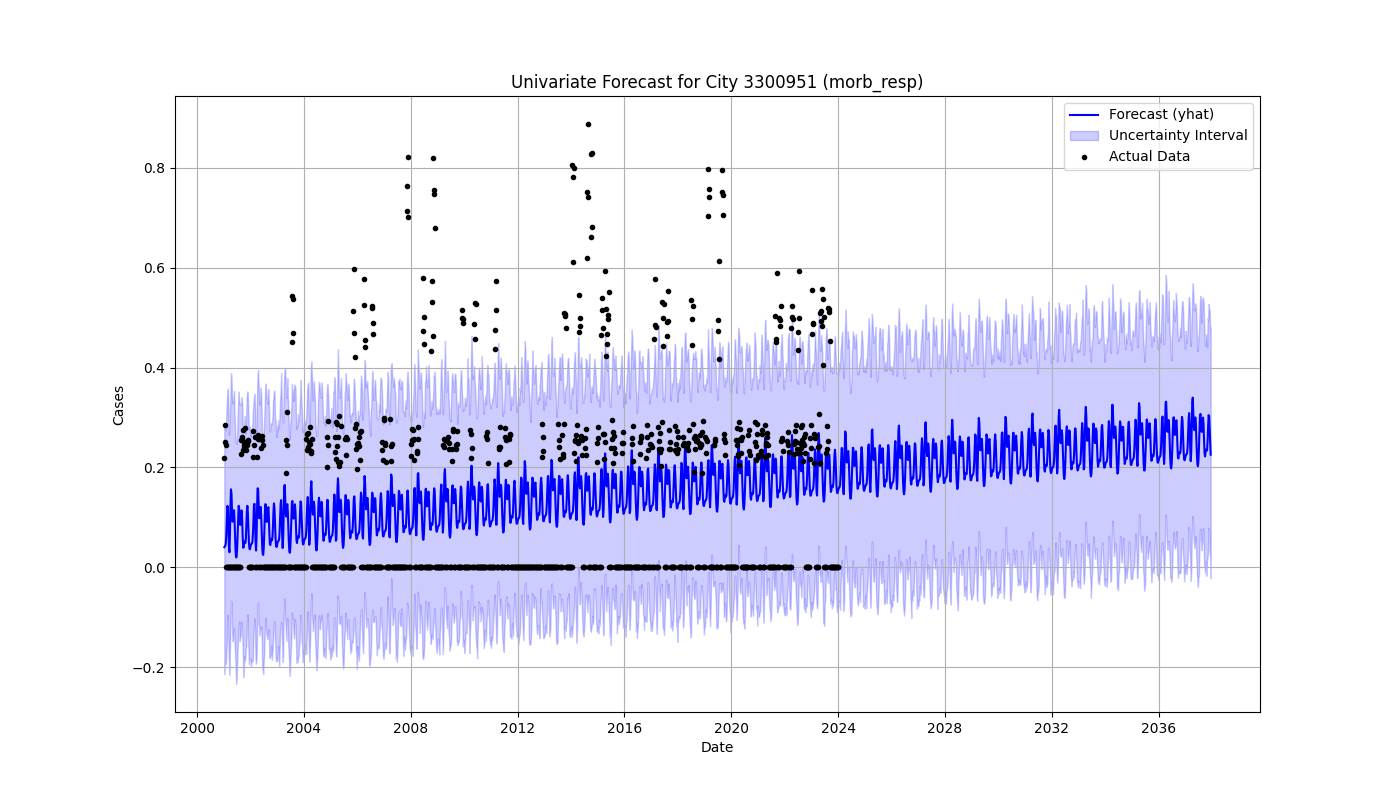 Univariate Forecast for City 3300951 (morb_resp)
Forecast (yhat)
Uncertainty Interval
Actual Data
Cases
0.8
0.6
0.4
0.2
0.0
−0.2
2000 2004 2008 2012 2016 2020 2024 2028 2032 2036
Date